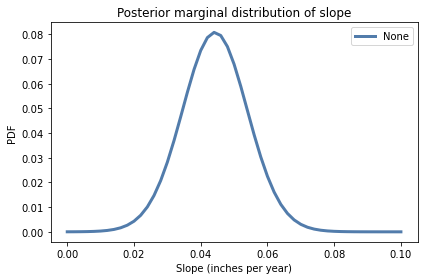 Posterior marginal distribution of slope
None
PDF
0.08
0.07
0.06
0.05
0.04
0.03
0.02
0.01
0.00
0.00 0.02 0.04 0.06 0.08 0.10
Slope (inches per year)